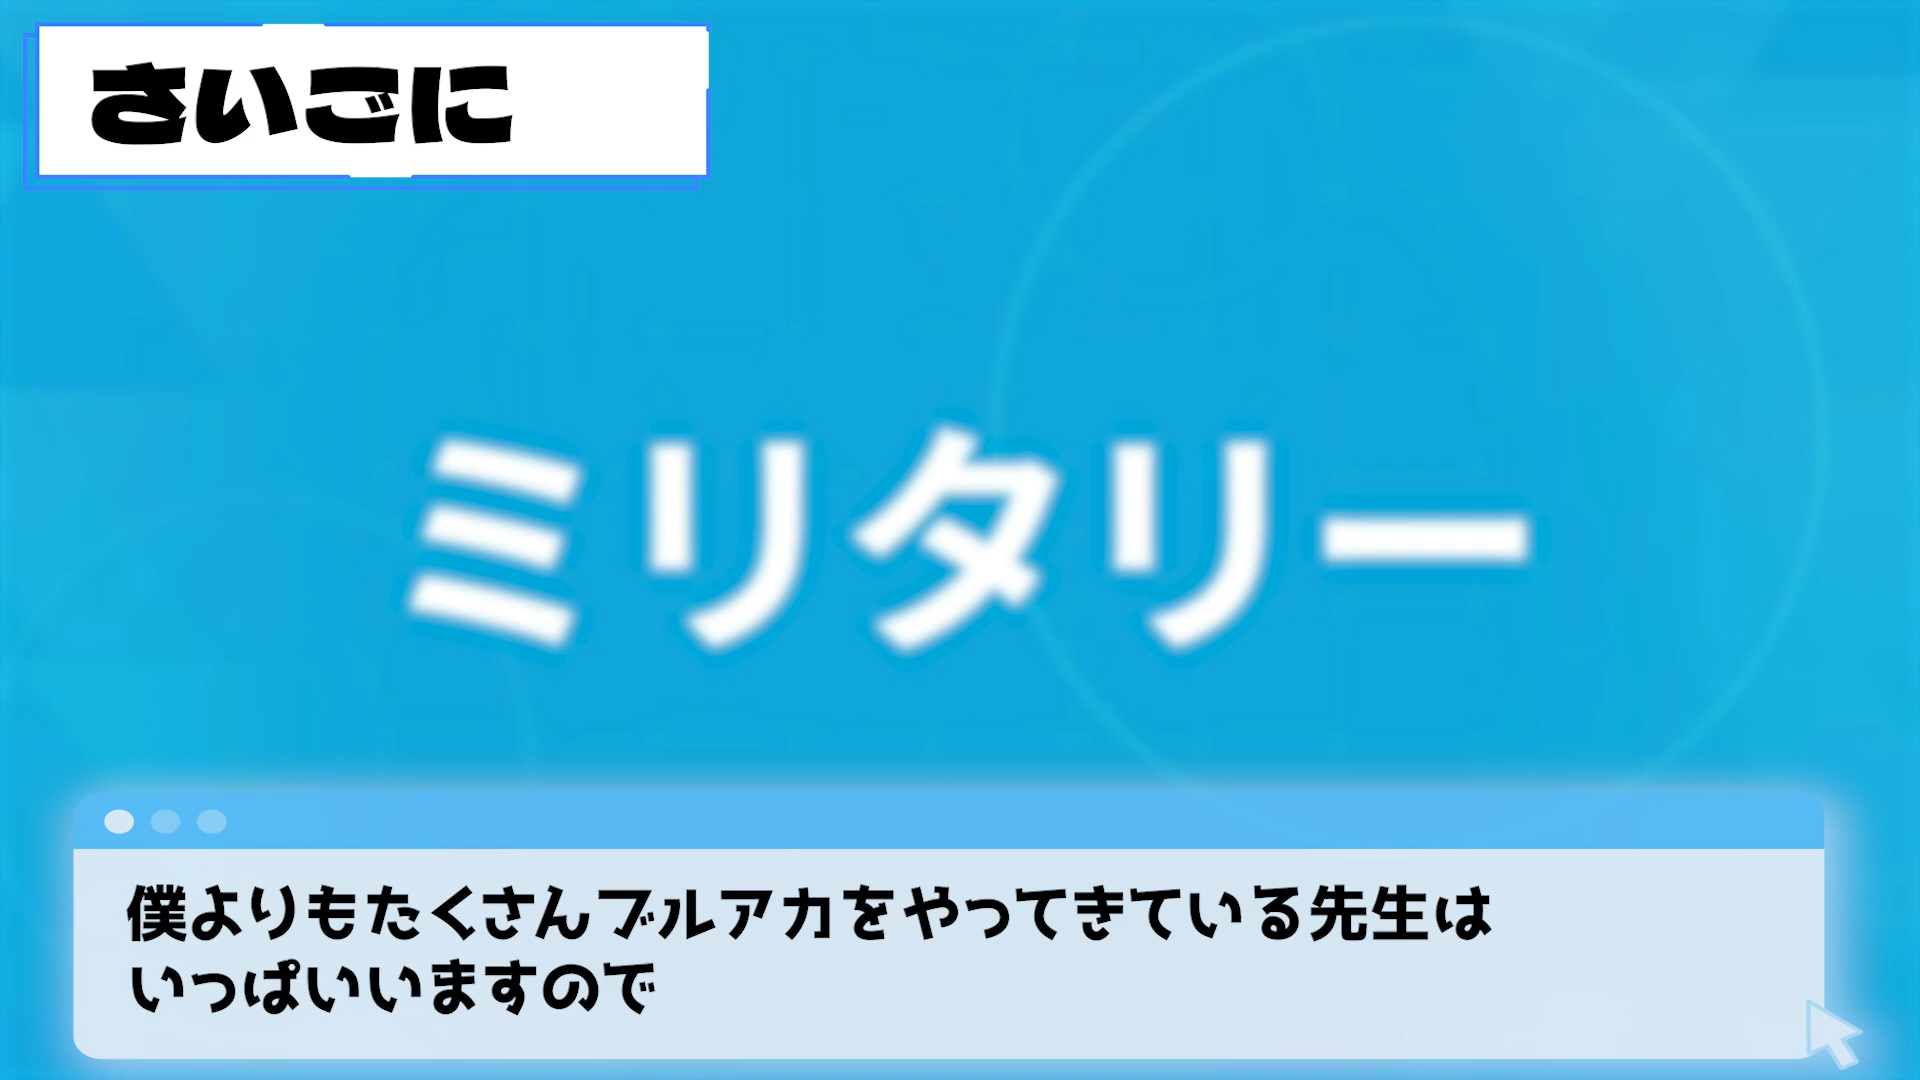 さいごに
ミリタリー
僕よりもたくさんブルアカをやってきている先生は
いっぱいいますので